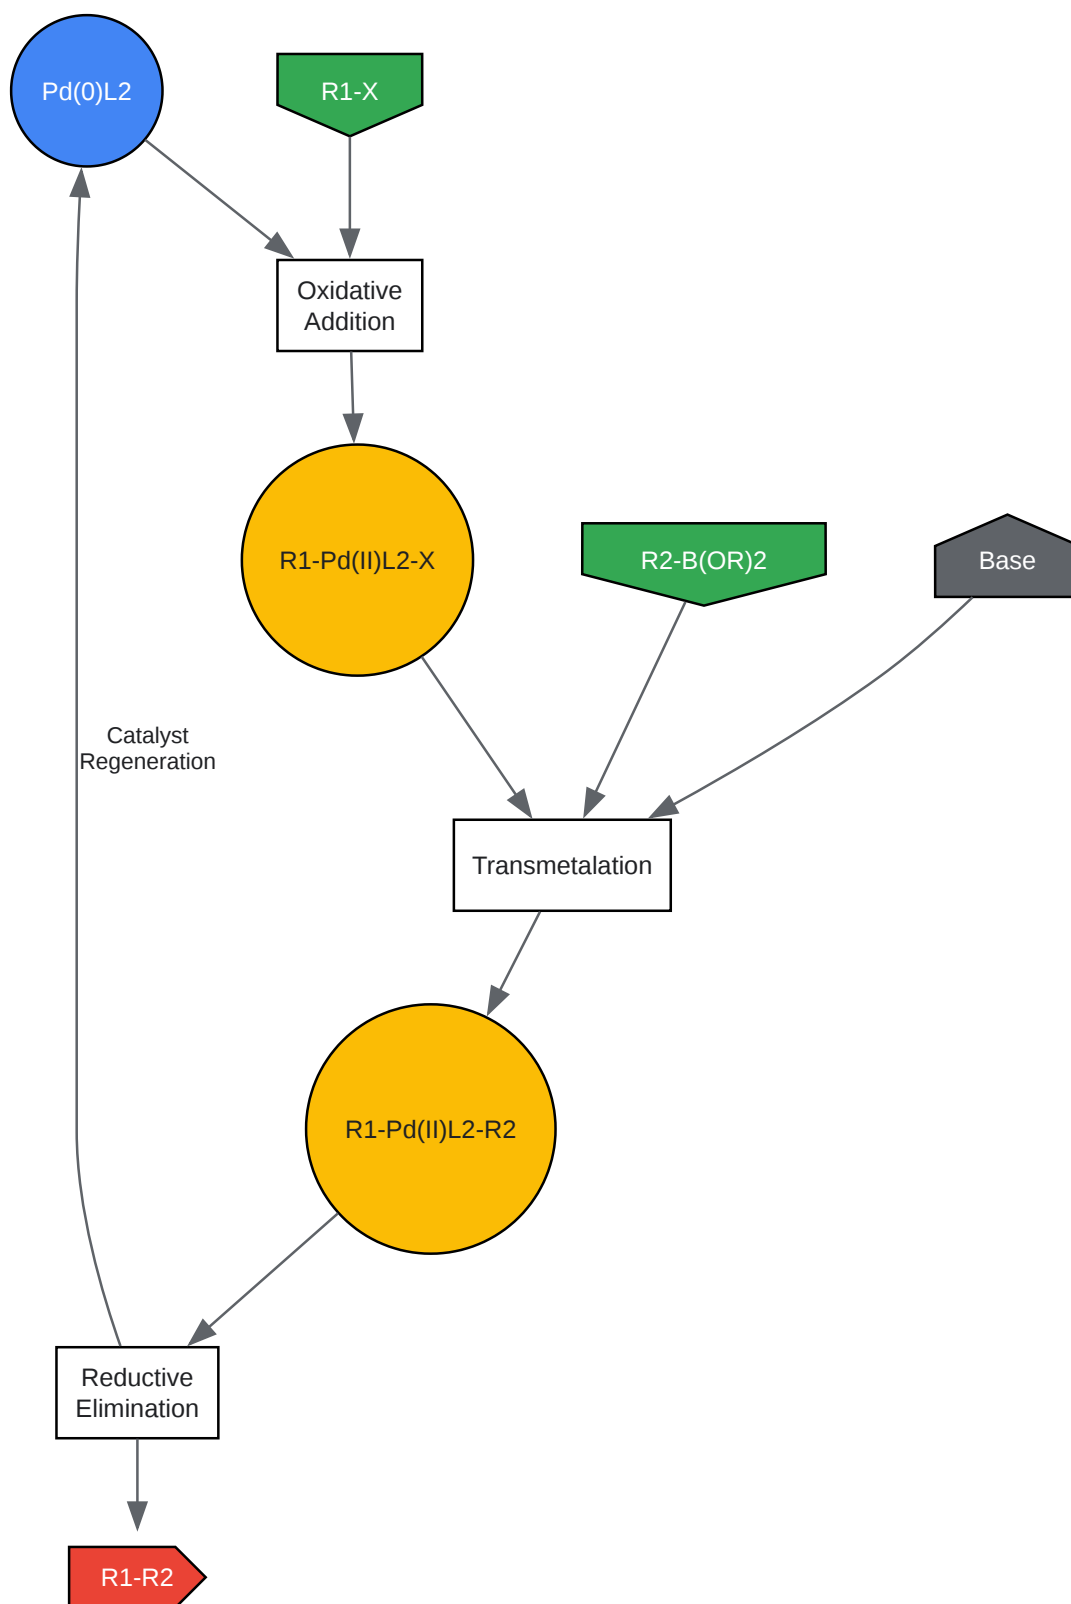 Pd(0)L2
R1-X
Oxidative
Addition
R1-Pd(II)L2-X
R2-B(OR)2
Base
Catalyst
Regeneration
Transmetalation
R1-Pd(II)L2-R2
Reductive
Elimination
R1-R2